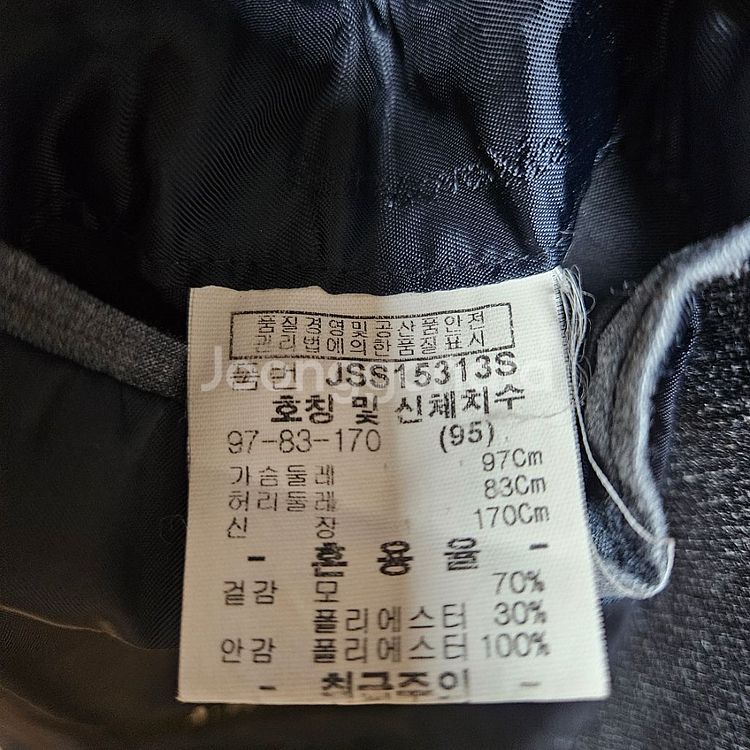 품질경영및공산품안전
관리법에의한품질표시
품번 JSS15313S
호칭 및 신체치수
97-83-170 (95)
가슴둘레 97Cm
허리둘레 83Cm
신 장 170Cm
- 혼 용 율 -
겉감 모 70%
폴리에스터 30%
안감 폴리에스터 100%
- 취급주의 -